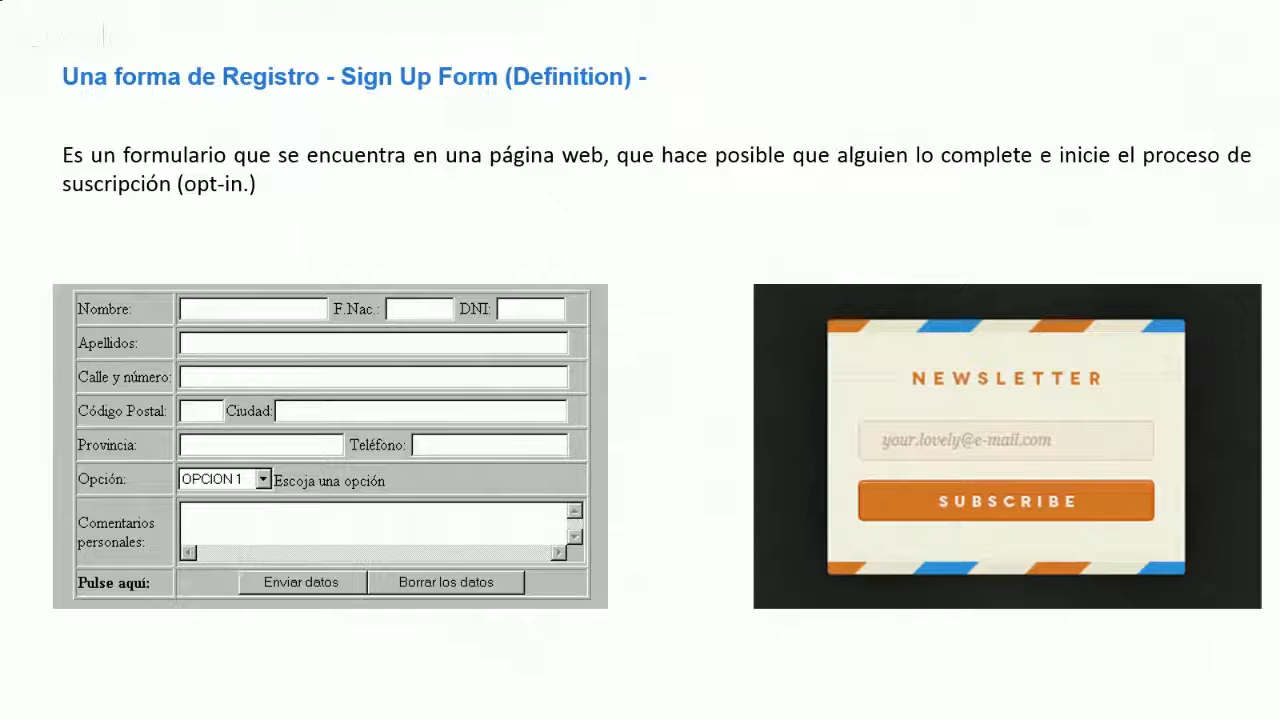 Una forma de Registro - Sign Up Form (Definition) -
Es un formulario que se encuentra en una página web, que hace posible que alguien lo complete e inicie el proceso de
suscripción (opt-in.)
Nombre: F.Nac.: DNI:
Apellidos:
Calle y número:
Código Postal: Ciudad:
Provincia: Teléfono:
Opción: OPCION 1 Escoja una opción
Comentarios
personales:
Pulse aquí: Enviar datos Borrar los datos
NEWSLETTER
your.lovely@e-mail.com
SUBSCRIBE